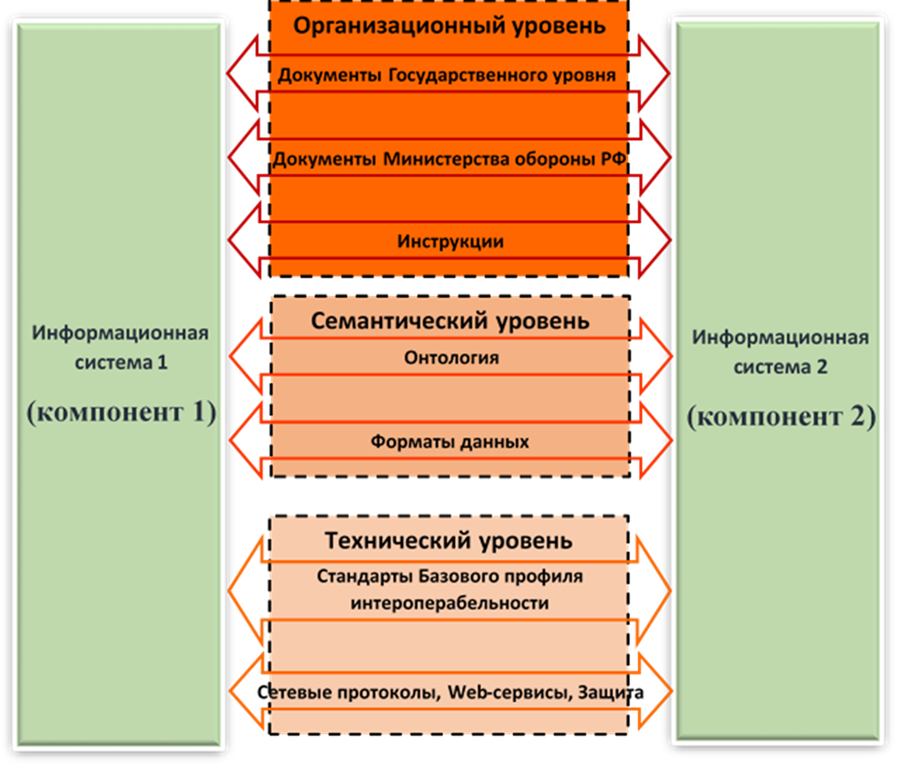 Организационный уровень
Документы Государственного уровня
Документы Министерства обороны РФ
Инструкции
Информационная
система 1
(компонент 1)
Семантический уровень
Онтология
Форматы данных
Информационная
система 2
(компонент 2)
Технический уровень
Стандарты Базового профиля
интероперабельности
Сетевые протоколы, Web-сервисы, Защита